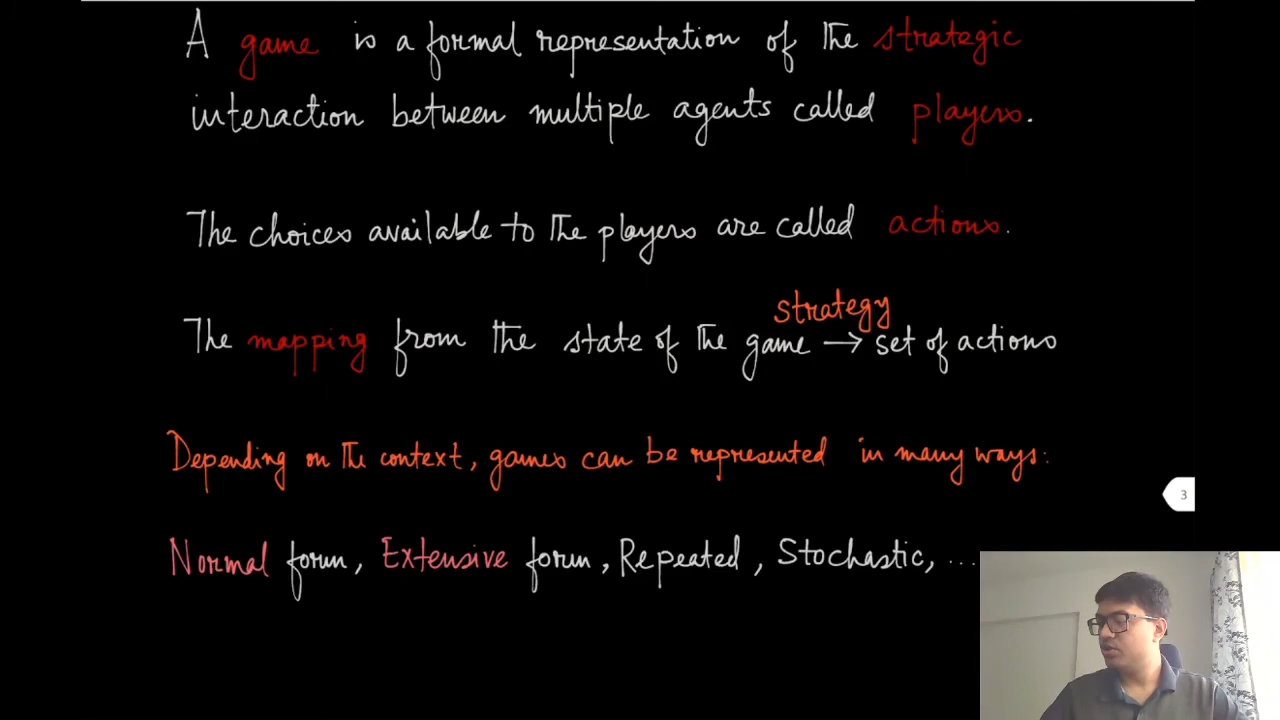 A game is a formal representation of the strategic
interaction between multiple agents called players.
The choices available to the players are called actions.
strategy
The mapping from the state of the game → set of actions
Depending on the context, games can be represented in many ways:
Normal form, Extensive form, Repeated, Stochastic, ...
3